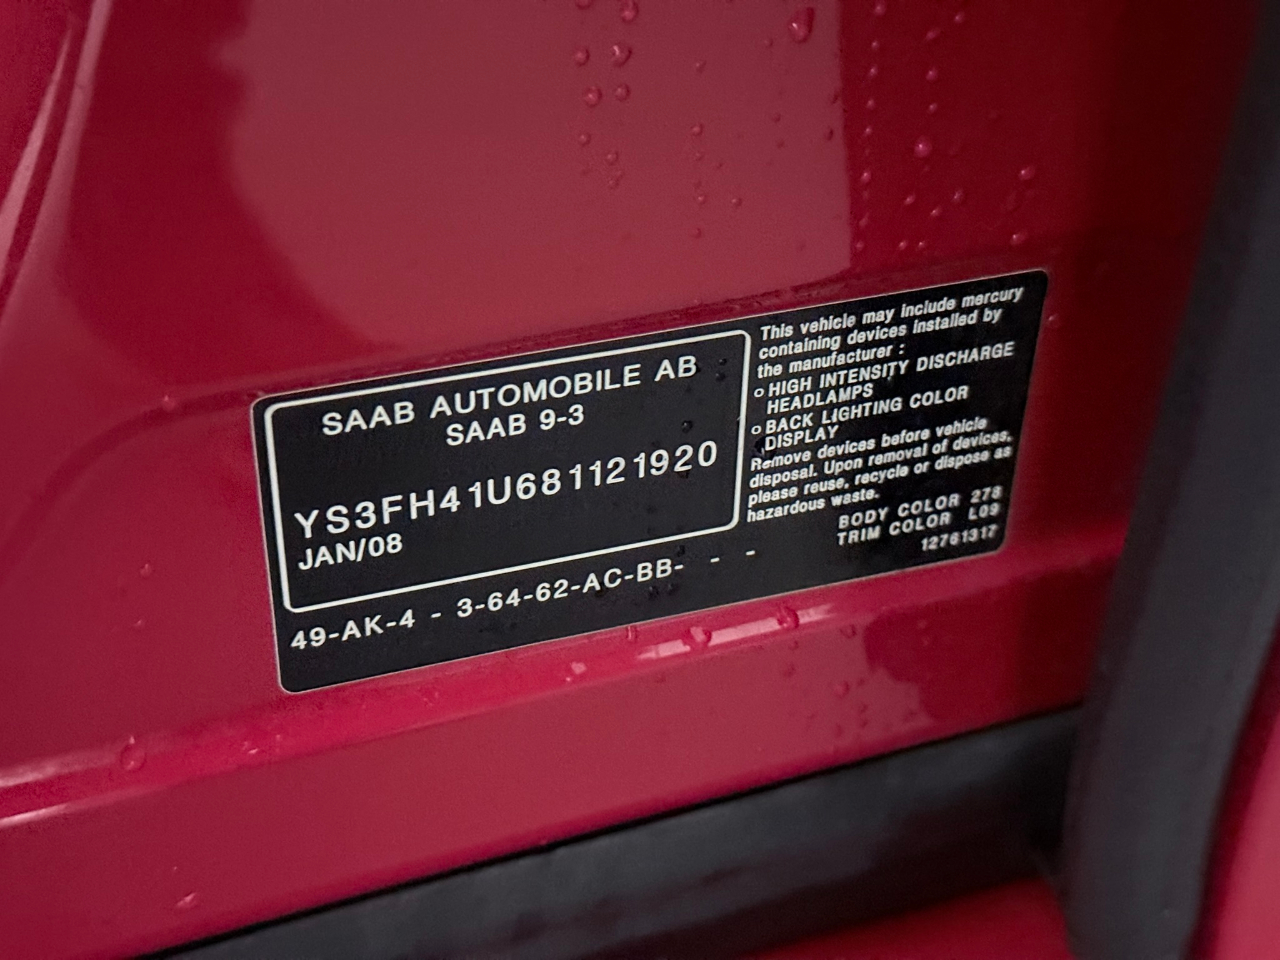 SAAB AUTOMOBILE AB
SAAB 9-3
YS3FH41U681121920
JAN/08
49-AK-4 - 3-64-62-AC-BB- - -
This vehicle may include mercury
containing devices installed by
the manufacturer :
o HIGH INTENSITY DISCHARGE
HEADLAMPS
o BACK LIGHTING COLOR
DISPLAY
Remove devices before vehicle
disposal. Upon removal of devices,
please reuse, recycle or dispose as
hazardous waste.
BODY COLOR 278
TRIM COLOR L09
12761317